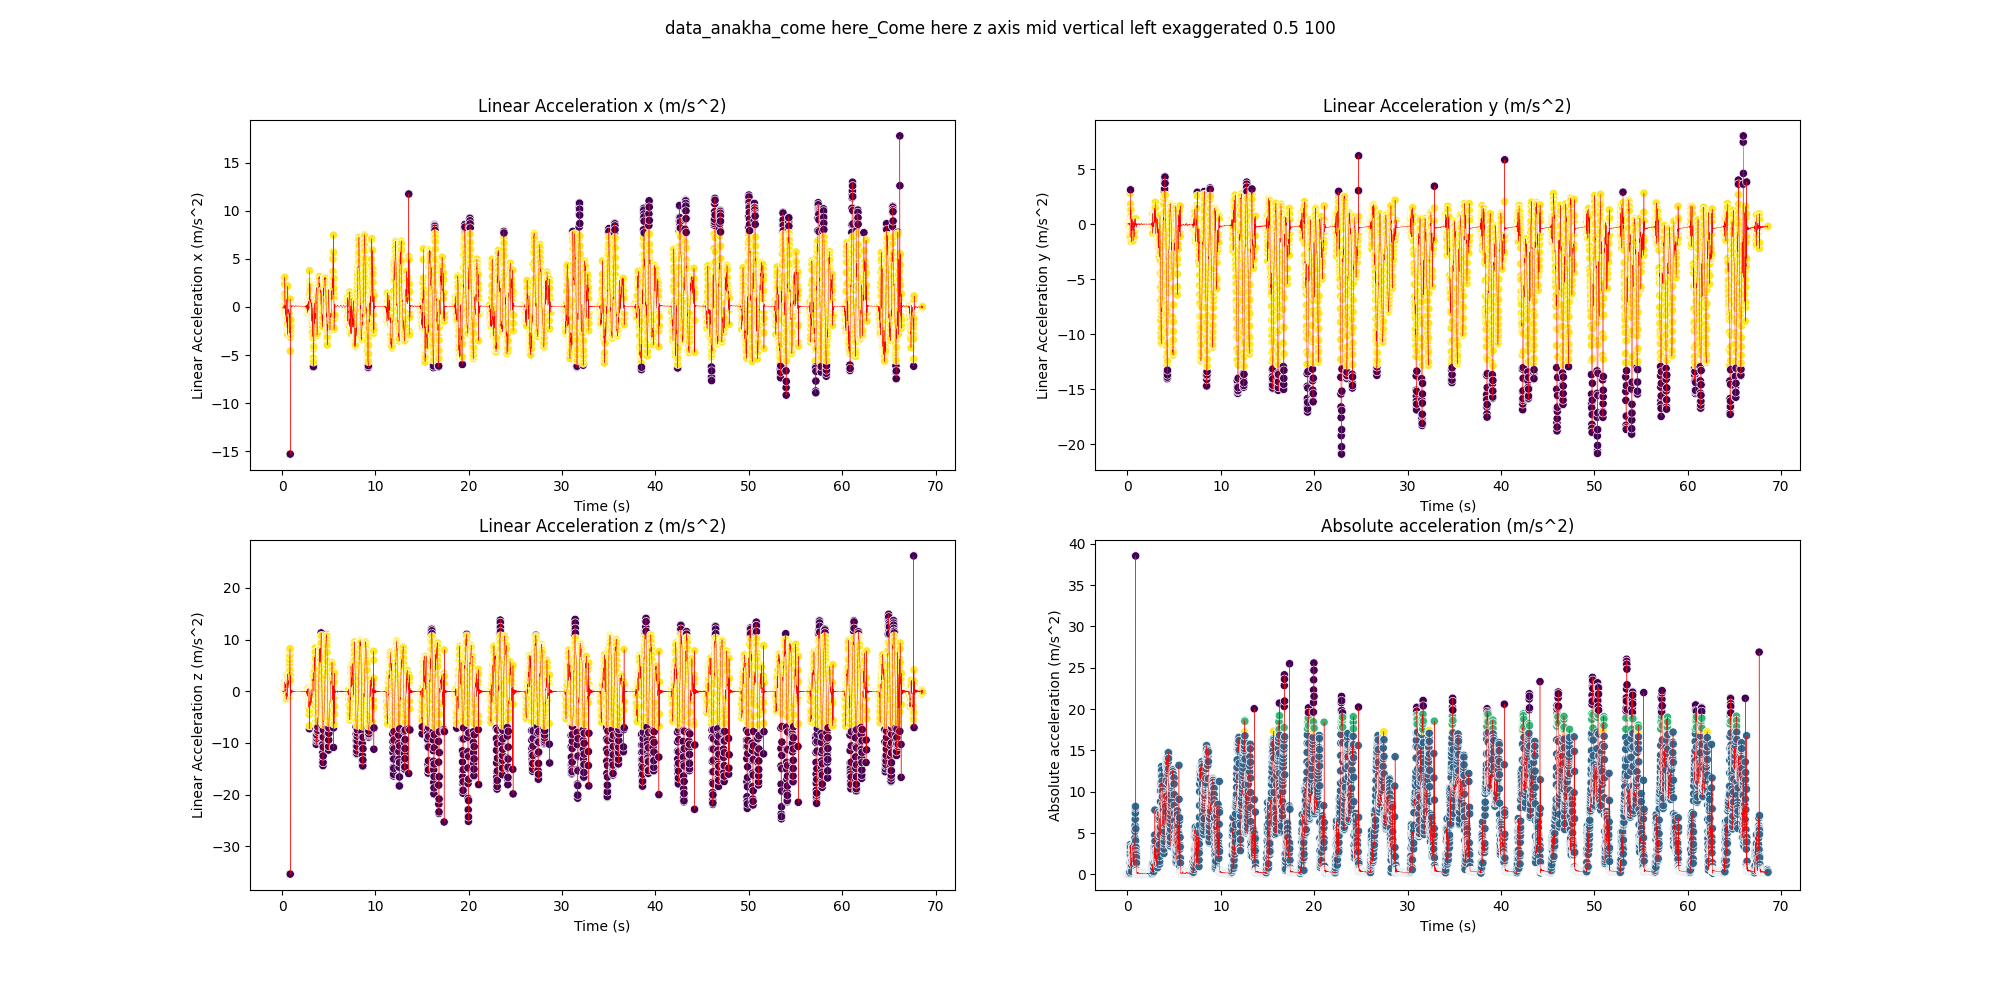 data_anakha_come here_Come here z axis mid vertical left exaggerated 0.5 100
Linear Acceleration x (m/s^2)
Linear Acceleration x (m/s^2)
15
10
5
0
−5
−10
−15
0 10 20 30 40 50 60 70
Time (s)
Linear Acceleration y (m/s^2)
Linear Acceleration y (m/s^2)
5
0
−5
−10
−15
−20
0 10 20 30 40 50 60 70
Time (s)
Linear Acceleration z (m/s^2)
Linear Acceleration z (m/s^2)
20
10
0
−10
−20
−30
0 10 20 30 40 50 60 70
Time (s)
Absolute acceleration (m/s^2)
Absolute acceleration (m/s^2)
40
35
30
25
20
15
10
5
0
0 10 20 30 40 50 60 70
Time (s)